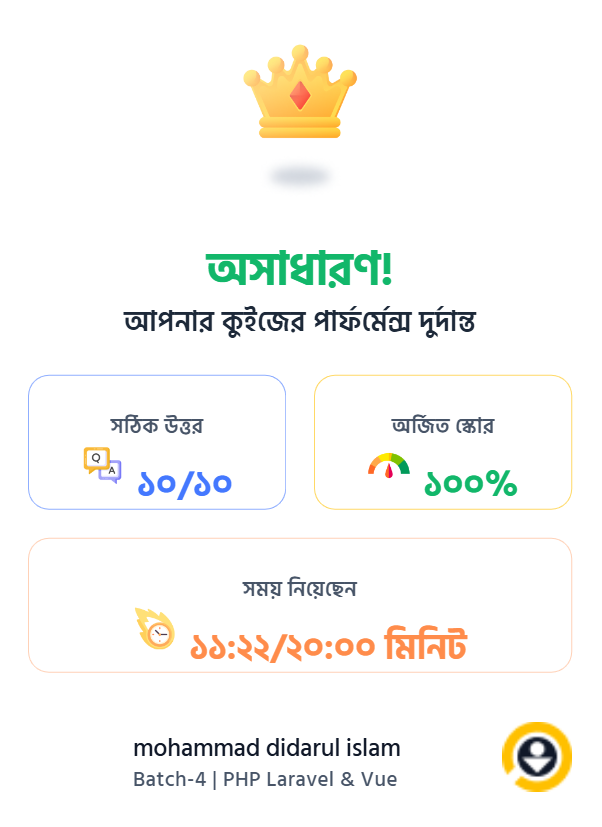 অসাধারণ!
আপনার কুইজের পার্ফর্মেন্স দুর্দান্ত
সঠিক উত্তর
Q A ১০/১০
অর্জিত স্কোর
১০০%
সময় নিয়েছেন
১১:২২/২০:০০ মিনিট
mohammad didarul islam
Batch-4 | PHP Laravel & Vue